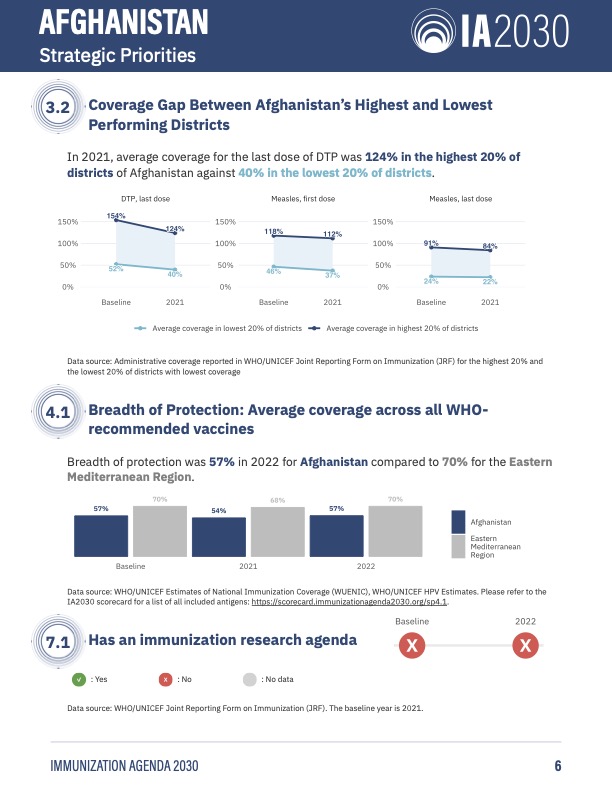 AFGHANISTAN
Strategic Priorities
IA2030
3.2
Coverage Gap Between Afghanistan's Highest and Lowest
Performing Districts
In 2021, average coverage for the last dose of DTP was 124% in the highest 20% of
districts of Afghanistan against 40% in the lowest 20% of districts.
DTP, last dose
Measles, first dose
Measles, last dose
150%
100%
50%
0%
154%
124%
52%
40%
Baseline
2021
150%
100%
50%
0%
118%
112%
46%
37%
Baseline
2021
150%
100%
50%
0%
91%
84%
24%
22%
Baseline
2021
Average coverage in lowest 20% of districts
Average coverage in highest 20% of districts
Data source: Administrative coverage reported in WHO/UNICEF Joint Reporting Form on Immunization (JRF) for the highest 20% and
the lowest 20% of districts with lowest coverage
4.1
Breadth of Protection: Average coverage across all WHO-
recommended vaccines
Breadth of protection was 57% in 2022 for Afghanistan compared to 70% for the Eastern
Mediterranean Region.
57%
70%
54%
68%
57%
70%
Baseline
2021
2022
Afghanistan
Eastern
Mediterranean
Region
Data source: WHO/UNICEF Estimates of National Immunization Coverage (WUENIC), WHO/UNICEF HPV Estimates. Please refer to the
IA2030 scorecard for a list of all included antigens: https://scorecard.immunizationagenda2030.org/sp4.1.
7.1
Has an immunization research agenda
Baseline
2022
X
X
: Yes
X : No
: No data
Data source: WHO/UNICEF Joint Reporting Form on Immunization (JRF). The baseline year is 2021.
IMMUNIZATION AGENDA 2030
6